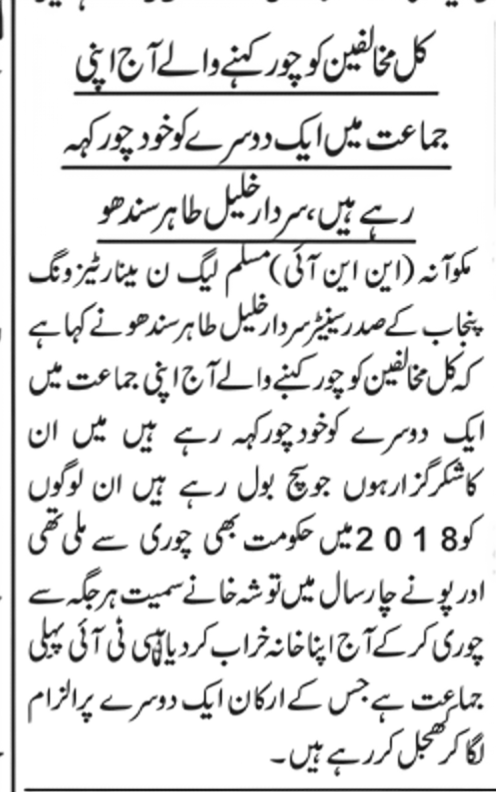 کل مخالفین کو چور کہنے والے آج اپنی
جماعت میں ایک دوسرے کو خود چور کہہ
رہے ہیں، سردار خلیل طاہر سندھو
مکوآنہ (این این آئی) مسلم لیگ ن مینارٹیز ونگ
پنجاب کے صدر سینیٹر سردار خلیل طاہر سندھو نے کہا ہے
کہ کل مخالفین کو چور کہنے والے آج اپنی جماعت میں
ایک دوسرے کو خود چور کہہ رہے ہیں میں ان
کا شکر گزار ہوں جو سچ بول رہے ہیں ان لوگوں
کو 2018 میں حکومت بھی چوری سے ملی تھی
ادر پو نے چار سال میں توشہ خانے سمیت ہر جگہ سے
چوری کر کے آج اپنا خانہ خراب کر دیا پی ٹی آئی پہلی
جماعت ہے جس کے ارکان ایک دوسرے پر الزام
لگا کر کھجل کر رہے ہیں۔